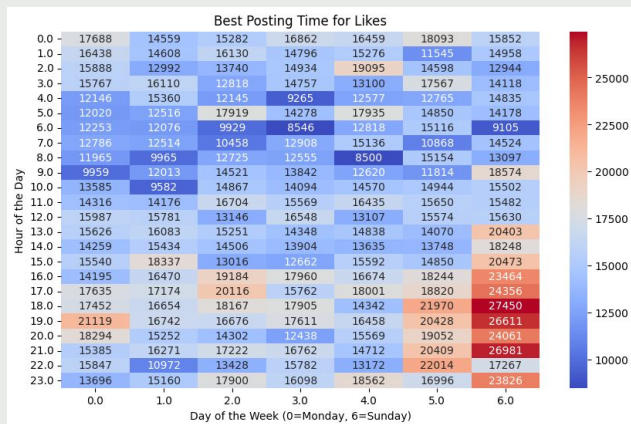 Best Posting Time for Likes
0.0 17688 14559 15282 16862 16459 18093 15852
1.0 16438 14608 16130 14796 15276 11545 14958
2.0 15888 12992 13740 14934 19095 14598 12944
3.0 15767 16110 12818 14757 13100 17567 14118
4.0 12146 15360 12145 9265 12577 12765 14835
5.0 12020 12516 17919 14278 17935 14850 14178
6.0 12253 12076 9929 8546 12818 15116 9105
7.0 12786 12514 10458 12908 15136 10868 14524
8.0 11965 9965 12725 12555 8500 15154 13097
9.0 9959 12013 14521 13842 12620 11814 18574
10.0 13585 9582 14867 14094 14570 14944 15502
11.0 14316 14176 16704 15569 16435 15650 15482
12.0 15987 15781 13146 16548 13107 15574 15630
13.0 15626 16083 15251 14348 14838 14070 20403
14.0 14259 15434 14506 13904 13635 13748 18248
15.0 15540 18337 13016 12662 15592 14850 20473
16.0 14195 16470 19184 17960 16674 18244 23464
17.0 17635 17174 20116 15762 18001 18820 24356
18.0 17452 16654 18167 17905 14342 21970 27450
19.0 21119 16742 16676 17611 16458 20428 26611
20.0 18294 15252 14302 12438 15569 19052 24061
21.0 15385 16271 17222 16762 14712 20409 26981
22.0 15847 10972 13428 15782 13172 22014 17267
23.0 13696 15160 17900 16098 18562 16996 23826
0.0 1.0 2.0 3.0 4.0 5.0 6.0
Hour of the Day
Day of the Week (0=Monday, 6=Sunday)
25000
22500
20000
17500
15000
12500
10000